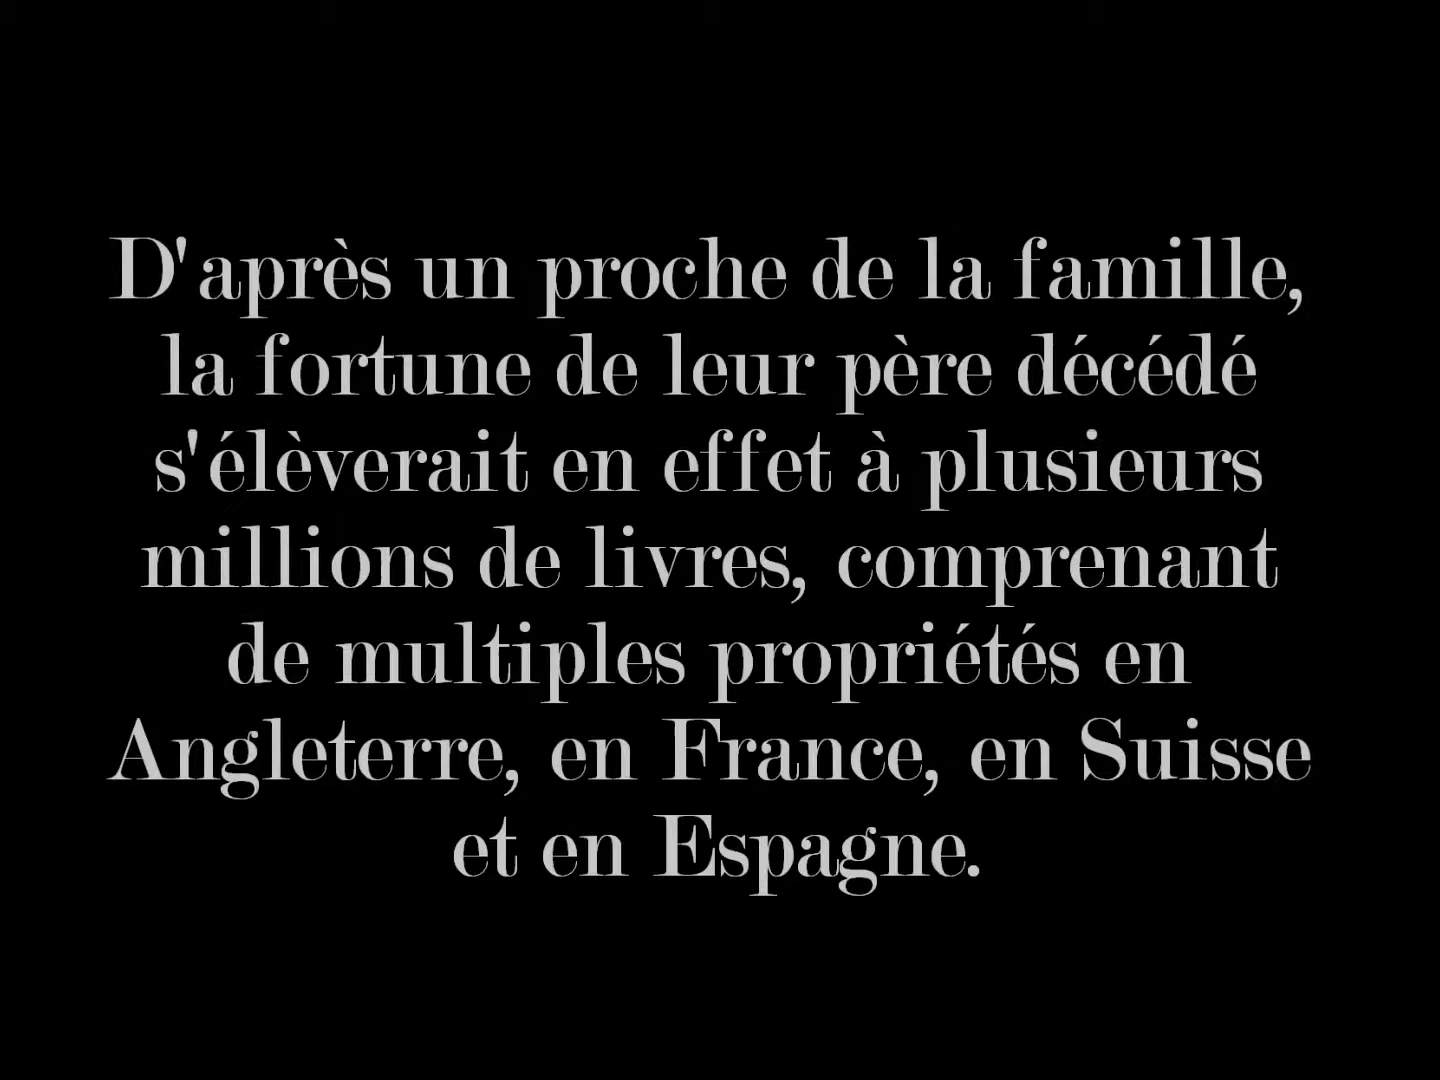 D'après un proche de la famille,
la fortune de leur père décédé
s'élèverait en effet à plusieurs
millions de livres, comprenant
de multiples propriétés en
Angleterre, en France, en Suisse
et en Espagne.